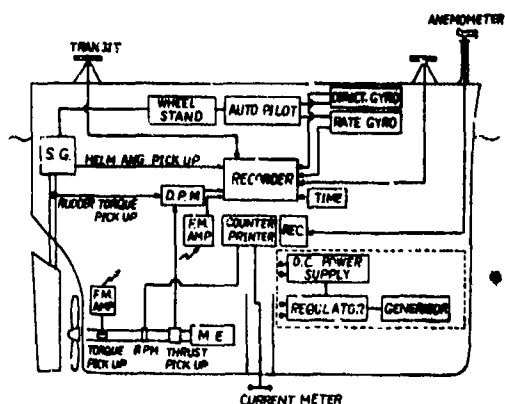 ANEMOMETER
TRANSIT
WHEEL
STAND
AUTO PILOT
DIRECT. GYRO
RATE GYRO
S.G.
HELM ANG. PICK UP
RECORDER
RUDDER TORQUE
PICK UP
D.P.M
TIME
F.M.
AMP
COUNTER
PRINTER
REC.
D.C. POWER
SUPPLY
F.M.
AMP
REGULATOR
GENERATOR
M E
TORQUE
PICK UP
RPM
THRUST
PICK UP
CURRENT METER